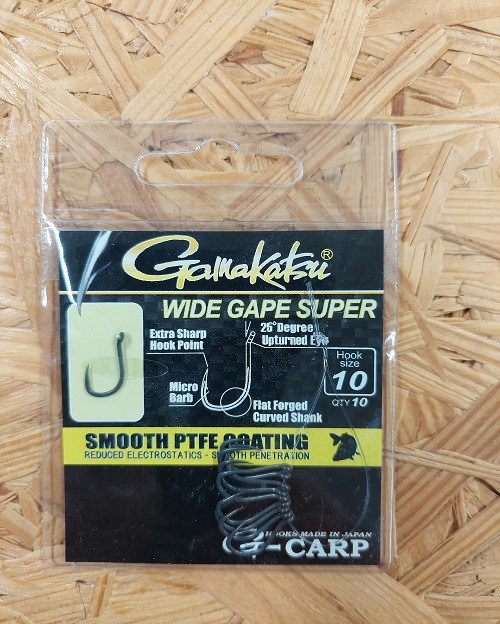 Gamakatsu®
WIDE GAPE SUPER
Extra Sharp
Hook Point
26° Degree
Upturned Eye
Hook
size
10
QTY 10
Micro
Barb
Flat Forged
Curved Shank
SMOOTH PTFE COATING
REDUCED ELECTROSTATICS - SMOOTH PENETRATION
HOOKS MADE IN JAPAN
G-CARP